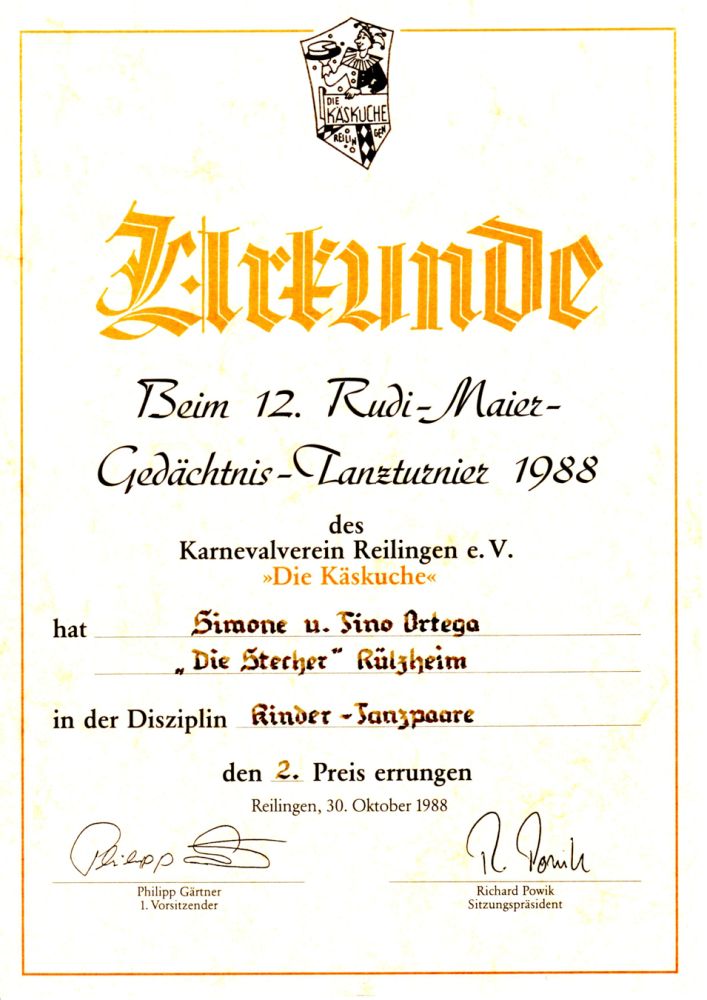 DIE
KÄSKUCHE
REILINGEN
Urkunde
Beim 12. Rudi-Maier-
Gedächtnis-Tanzturnier 1988
des
Karnevalverein Reilingen e. V.
»Die Käskuche«
hat Simone u. Tino Ortega
„Die Stecher" Rülzheim
in der Disziplin Kinder-Tanzpaare
den 2. Preis errungen
Reilingen, 30. Oktober 1988
Philipp R. Powik
Philipp Gärtner Richard Powik
1. Vorsitzender Sitzungspräsident